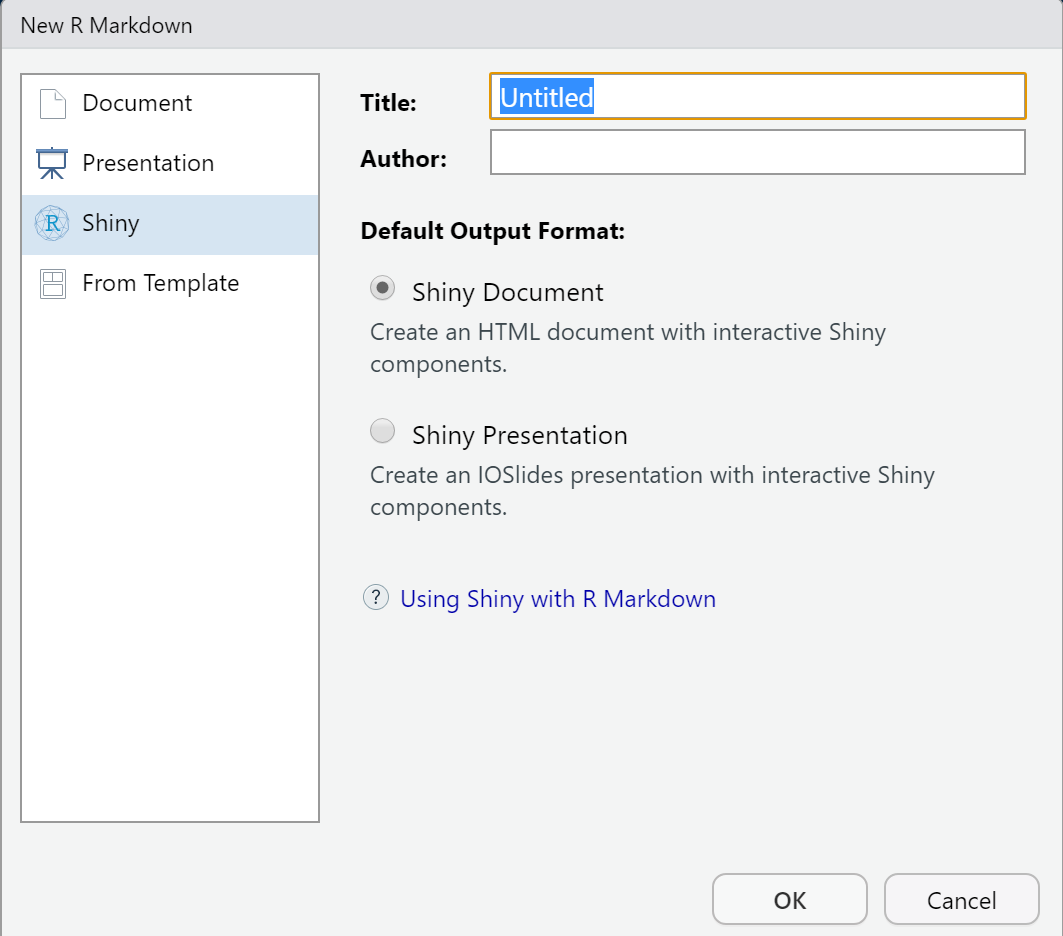 New R Markdown
Document
Presentation
R
Shiny
From Template
Title:
Untitled
Author:
Default Output Format:
Shiny Document
Create an HTML document with interactive Shiny
components.
Shiny Presentation
Create an IOSlides presentation with interactive Shiny
components.
? Using Shiny with R Markdown
OK
Cancel